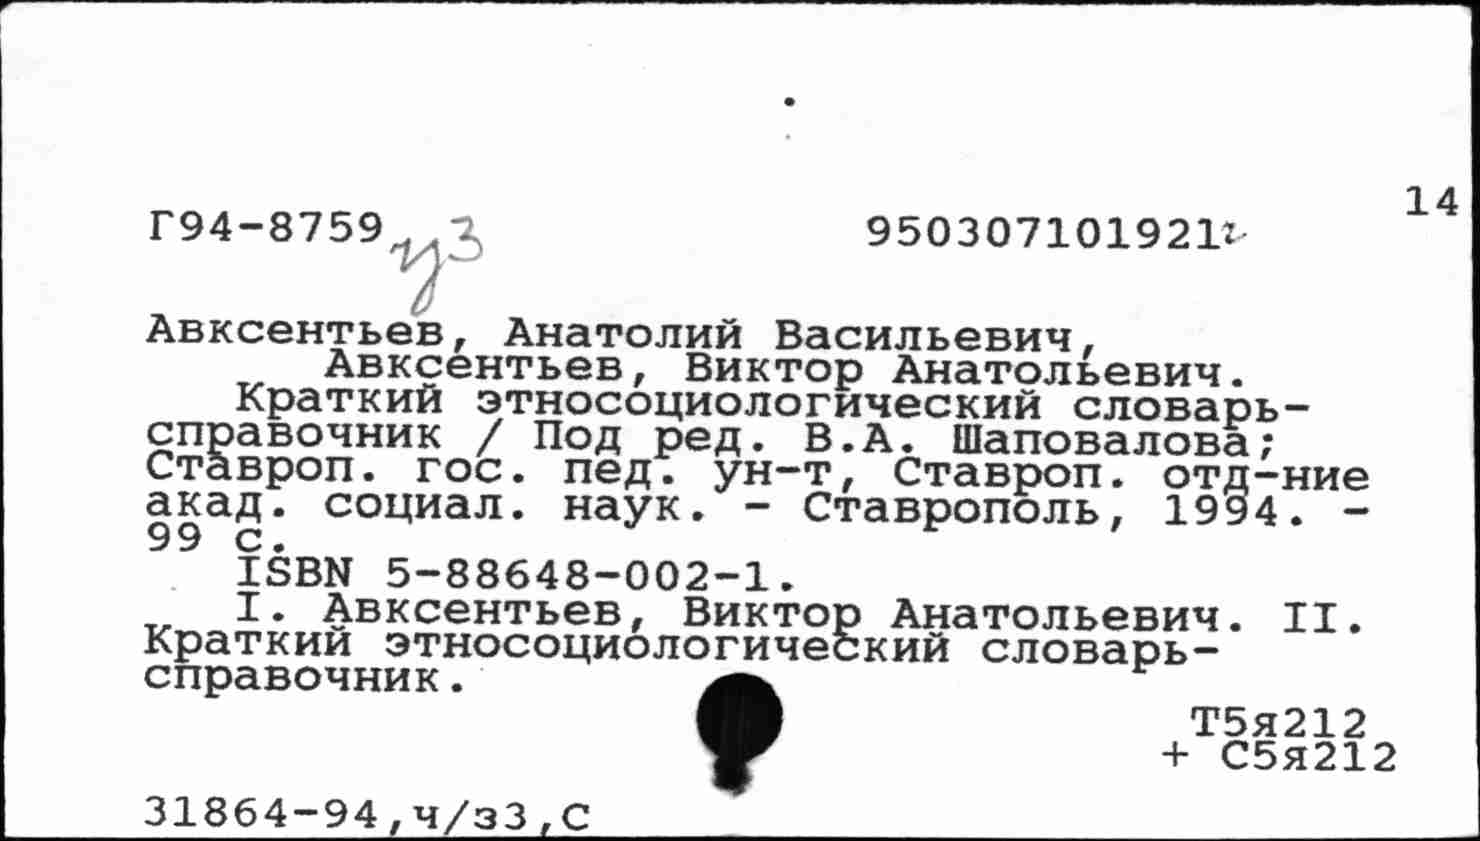 14
Г94-8759 ч3 950307101921
Авксентьев, Анатолий Васильевич,
Авксентьев, Виктор Анатольевич.
Краткий этносоциологический словарь-
справочник / Под ред. В.А. Шаповалова;
Ставроп. гос. пед. ун-т, Ставроп. отд-ние
акад. социал. наук. - Ставрополь, 1994. -
99 с.
ISBN 5-88648-002-1.
I. Авксентьев, Виктор Анатольевич. II.
Краткий этносоциологический словарь-
справочник.
Т5я212
+ С5я212
31864-94,ч/з3,С